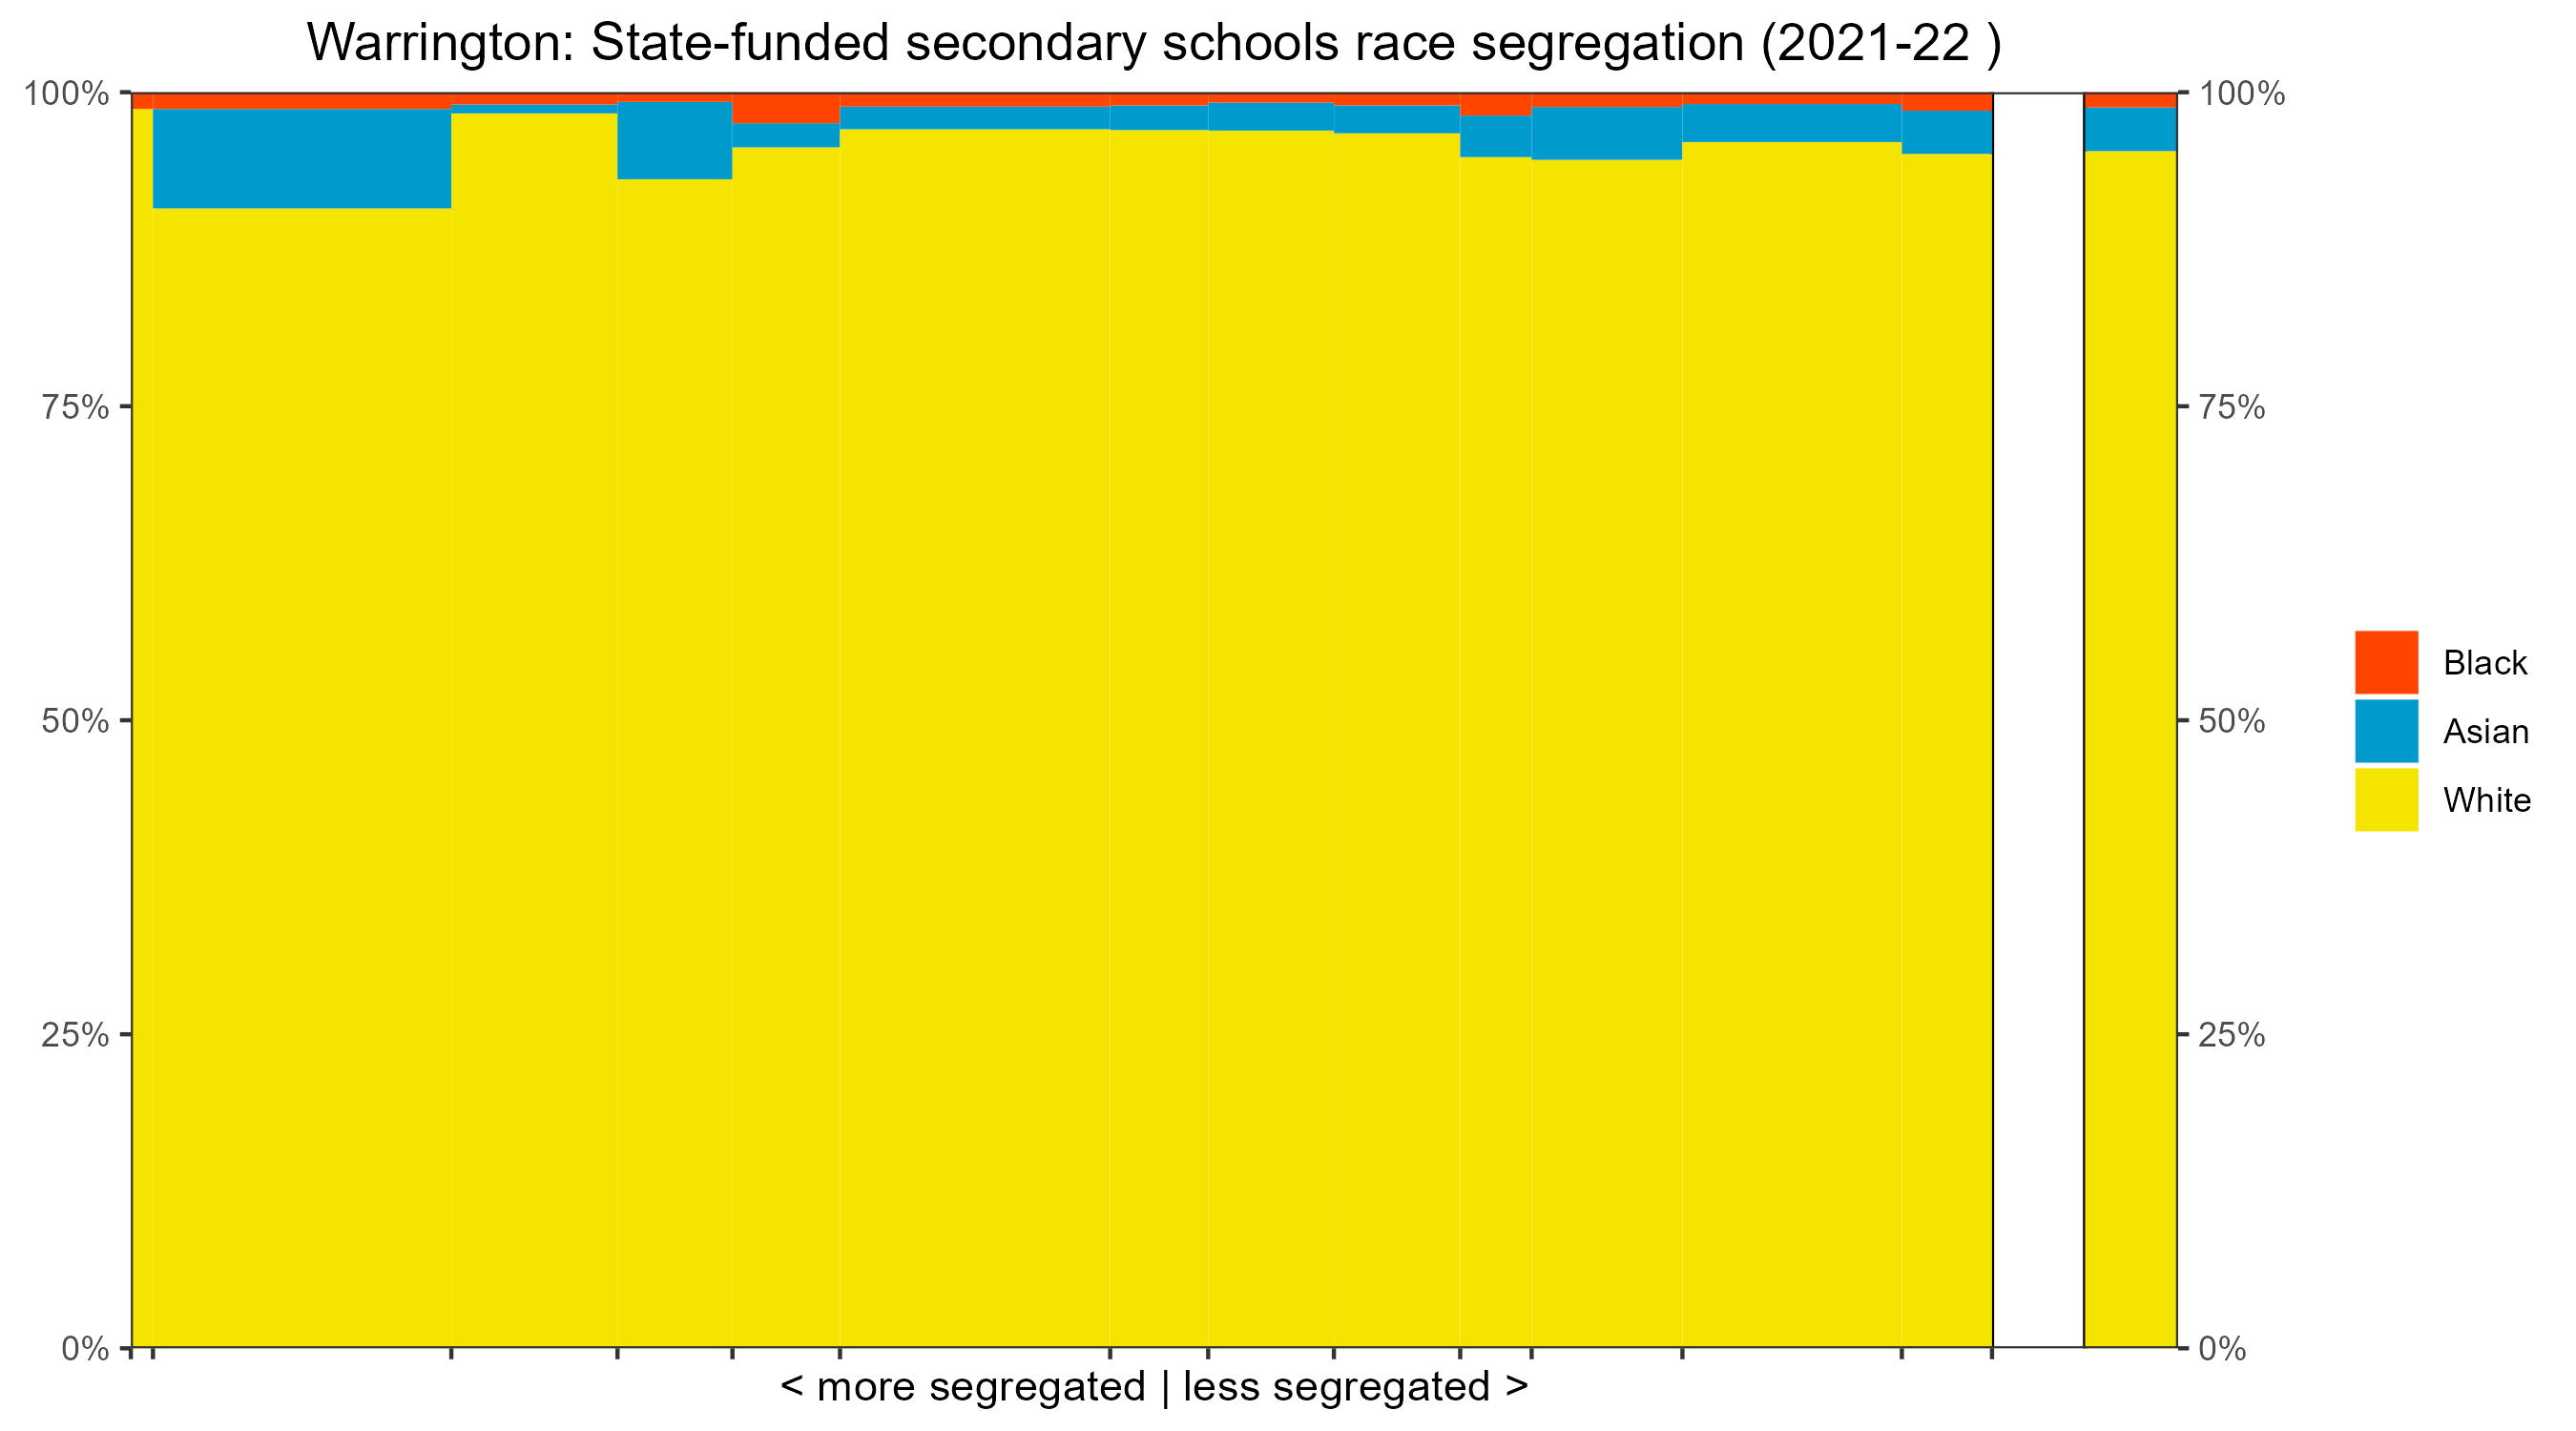 Warrington: State-funded secondary schools race segregation (2021-22 )
100%
100%
75%
75%
50%
50%
25%
25%
0%
0%
Black
Asian
White
< more segregated | less segregated >